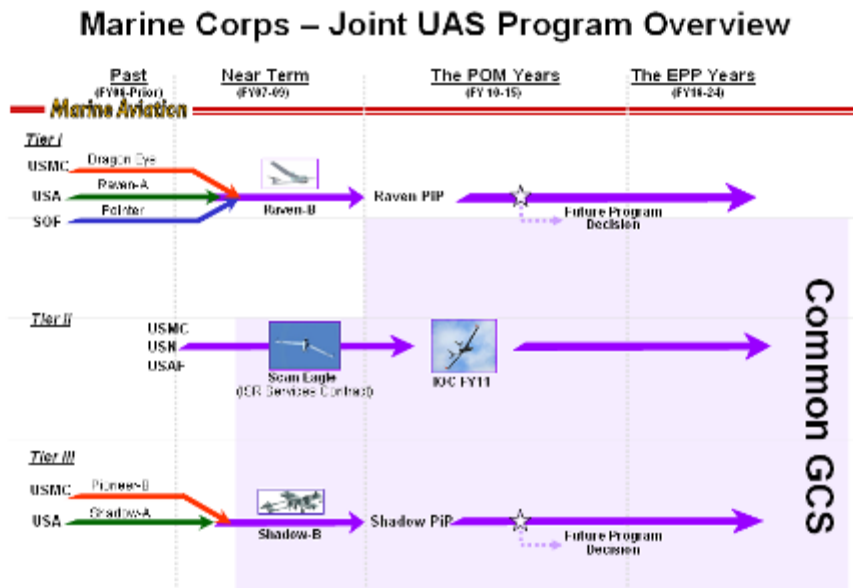 Marine Corps – Joint UAS Program Overview
Past
(FY06-Prior)
Near Term
(FY07-09)
The POM Years
(FY 10-15)
The EPP Years
(FY16-24)
Marine Aviation
Tier I
USMC
Dragon Eye
USA
Raven-A
SOF
Pointer
Raven-B
Raven PIP
Future Program
Decision
Tier II
USMC
USN
USAF
Scan Eagle
(ISR Services Contract)
IOC FY11
Tier III
USMC
Pioneer-B
USA
Shadow-A
Shadow-B
Shadow PiP
Future Program
Decision
Common GCS